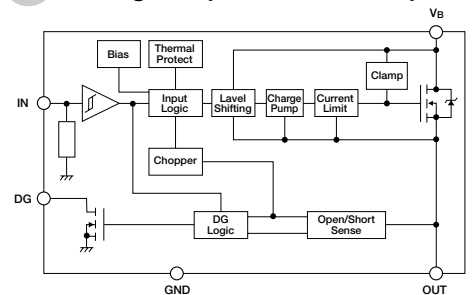 VB
Bias
Thermal
Protect
Clamp
IN
Input
Logic
Lavel
Shifting
Charge
Pump
Current
Limit
Chopper
DG
DG
Logic
Open/Short
Sense
GND
OUT